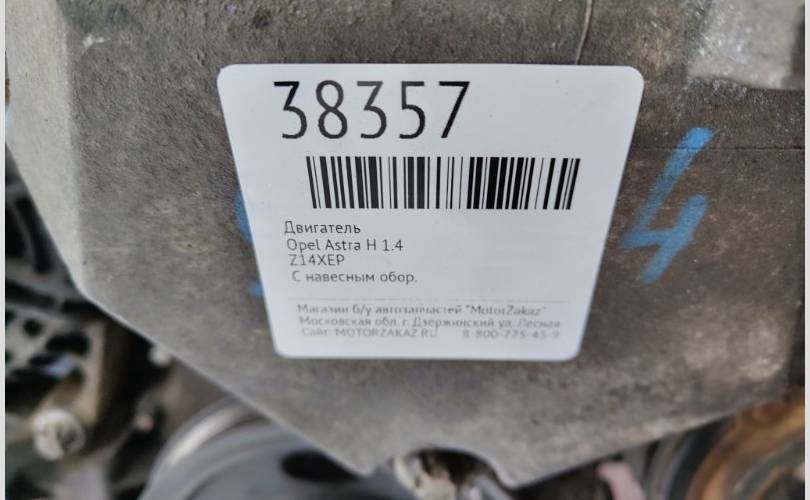 38357
Двигатель
Opel Astra H 1.4
Z14XEP
С навесным обор.
4
Магазин б/у автозапчастей "MotorZakaz"
Московская обл. г. Дзержинский ул. Лесная
Сайт: MOTORZAKAZ.RU 8-800-775-45-9